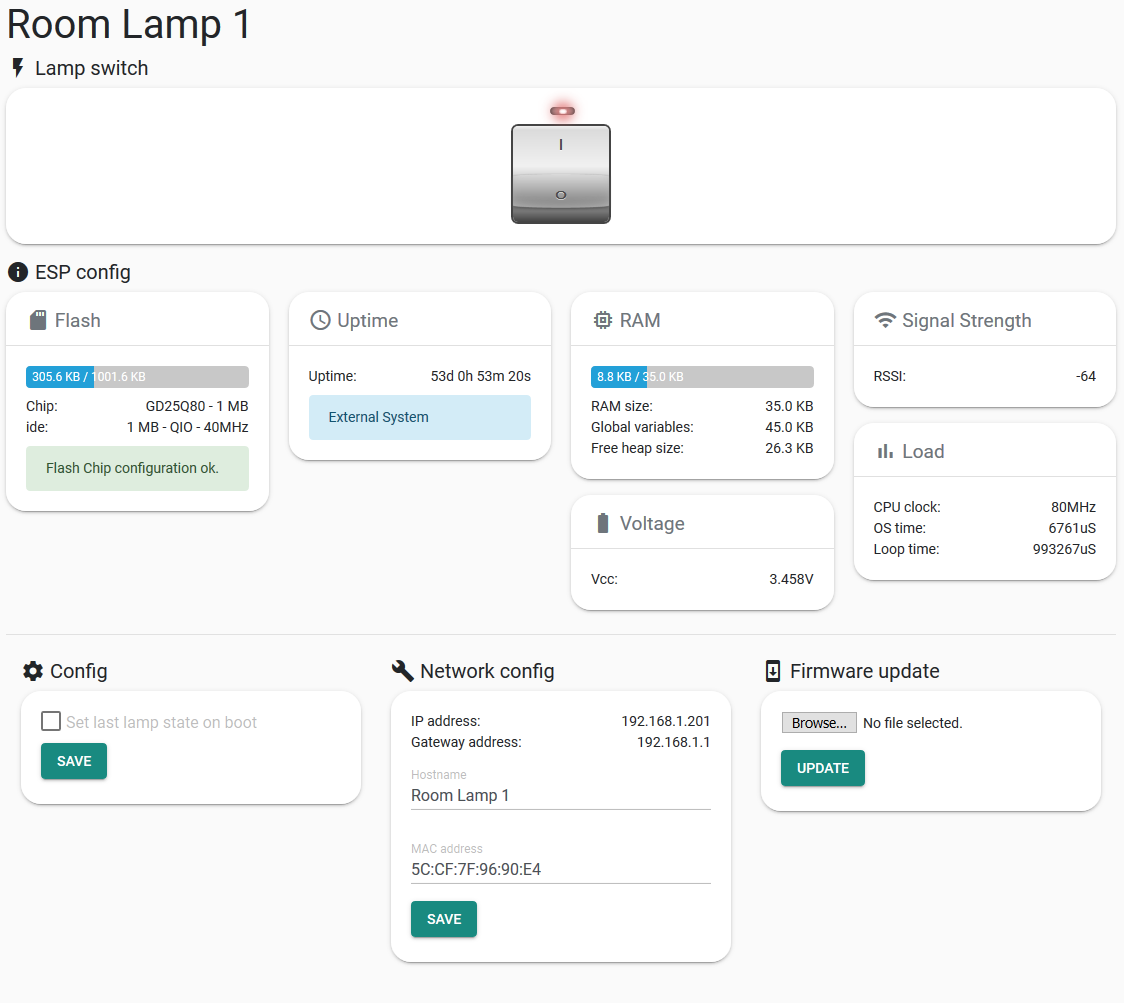 Room Lamp 1
Lamp switch
I
O
ESP config
Flash
305.6 KB / 1001.6 KB
Chip: GD25Q80 - 1 MB
ide: 1 MB - QIO - 40MHz
Flash Chip configuration ok.
Uptime
Uptime: 53d 0h 53m 20s
External System
RAM
8.8 KB / 35.0 KB
RAM size: 35.0 KB
Global variables: 45.0 KB
Free heap size: 26.3 KB
Voltage
Vcc: 3.458V
Signal Strength
RSSI: -64
Load
CPU clock: 80MHz
OS time: 6761uS
Loop time: 993267uS
Config
Set last lamp state on boot
SAVE
Network config
IP address: 192.168.1.201
Gateway address: 192.168.1.1
Hostname
Room Lamp 1
MAC address
5C:CF:7F:96:90:E4
SAVE
Firmware update
Browse... No file selected.
UPDATE